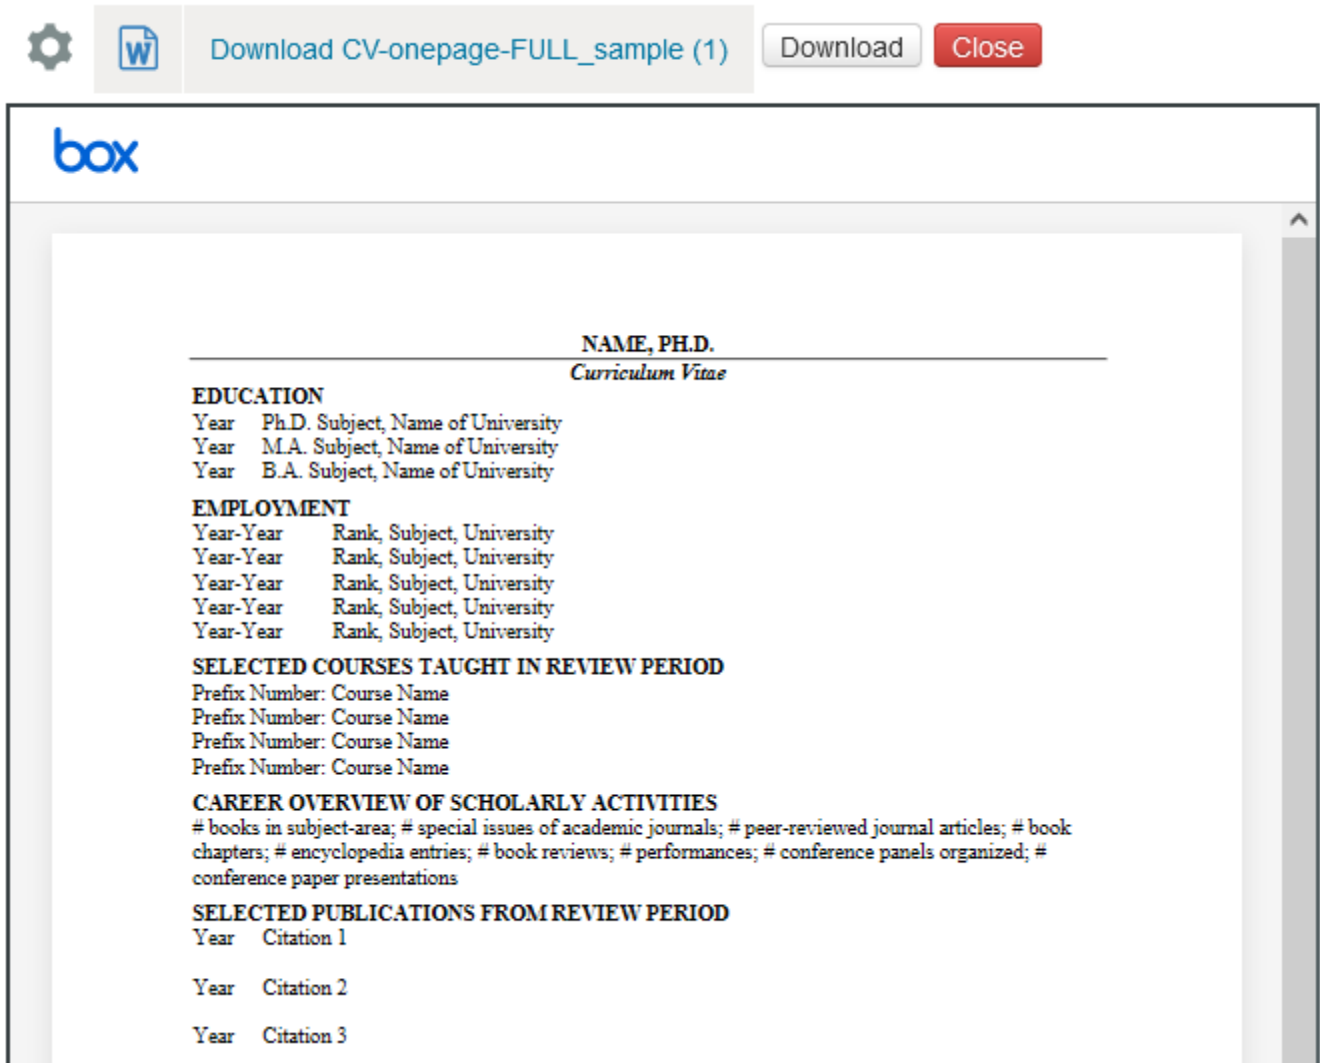 Download CV-onepage-FULL_sample (1)
Download
Close
box
NAME, PH.D.
Curriculum Vitae
EDUCATION
Year Ph.D. Subject, Name of University
Year M.A. Subject, Name of University
Year B.A. Subject, Name of University
EMPLOYMENT
Year-Year Rank, Subject, University
Year-Year Rank, Subject, University
Year-Year Rank, Subject, University
Year-Year Rank, Subject, University
Year-Year Rank, Subject, University
SELECTED COURSES TAUGHT IN REVIEW PERIOD
Prefix Number: Course Name
Prefix Number: Course Name
Prefix Number: Course Name
Prefix Number: Course Name
CAREER OVERVIEW OF SCHOLARLY ACTIVITIES
# books in subject-area; # special issues of academic journals; # peer-reviewed journal articles; # book
chapters; # encyclopedia entries; # book reviews; # performances; # conference panels organized; #
conference paper presentations
SELECTED PUBLICATIONS FROM REVIEW PERIOD
Year Citation 1
Year Citation 2
Year Citation 3